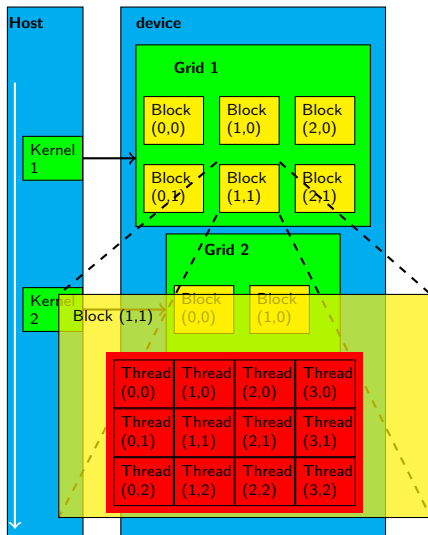 Host
device
Grid 1
Block
(0,0)
Block
(1,0)
Block
(2,0)
Kernel
1
Block
(0,1)
Block
(1,1)
Block
(2,1)
Grid 2
Kernel
2
Block
(0,0)
Block
(1,0)
Block (1,1)
Thread
(0,0)
Thread
(1,0)
Thread
(2,0)
Thread
(3,0)
Thread
(0,1)
Thread
(1,1)
Thread
(2,1)
Thread
(3,1)
Thread
(0,2)
Thread
(1,2)
Thread
(2,2)
Thread
(3,2)